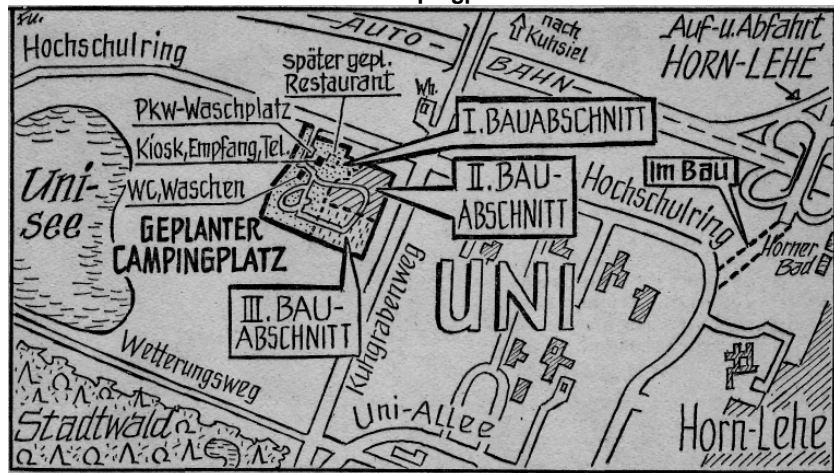 Hochschulring
AUTO-
BAHN
nach
Kuhsiel
Auf-u. Abfahrt
HORN-LEHE
später gepl.
Restaurant
Wh.
Pkw-Waschplatz
Kiosk, Empfang, Tel.
WC, Waschen
I. BAUABSCHNITT
II. BAU-
ABSCHNITT
Hochschulring
Im Bau
Horner
Bad
Uni-
see
GEPLANTER
CAMPINGPLATZ
III. BAU-
ABSCHNITT
Kuhgrabenweg
UNI
Wetterungsweg
Uni-Allee
Stadtwald
Horn-Lehe